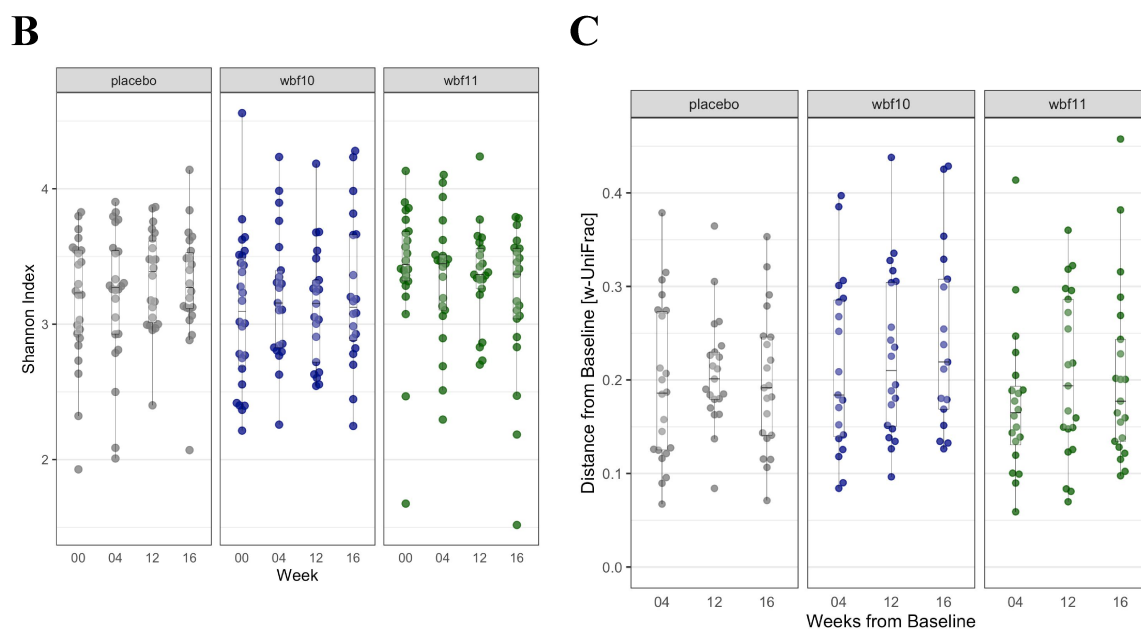 B
placebo wbf10 wbf11
Shannon Index
4
3
2
00 04 12 16 00 04 12 16 00 04 12 16
Week
C
placebo wbf10 wbf11
Distance from Baseline [w-UniFrac]
0.4
0.3
0.2
0.1
0.0
04 12 16 04 12 16 04 12 16
Weeks from Baseline